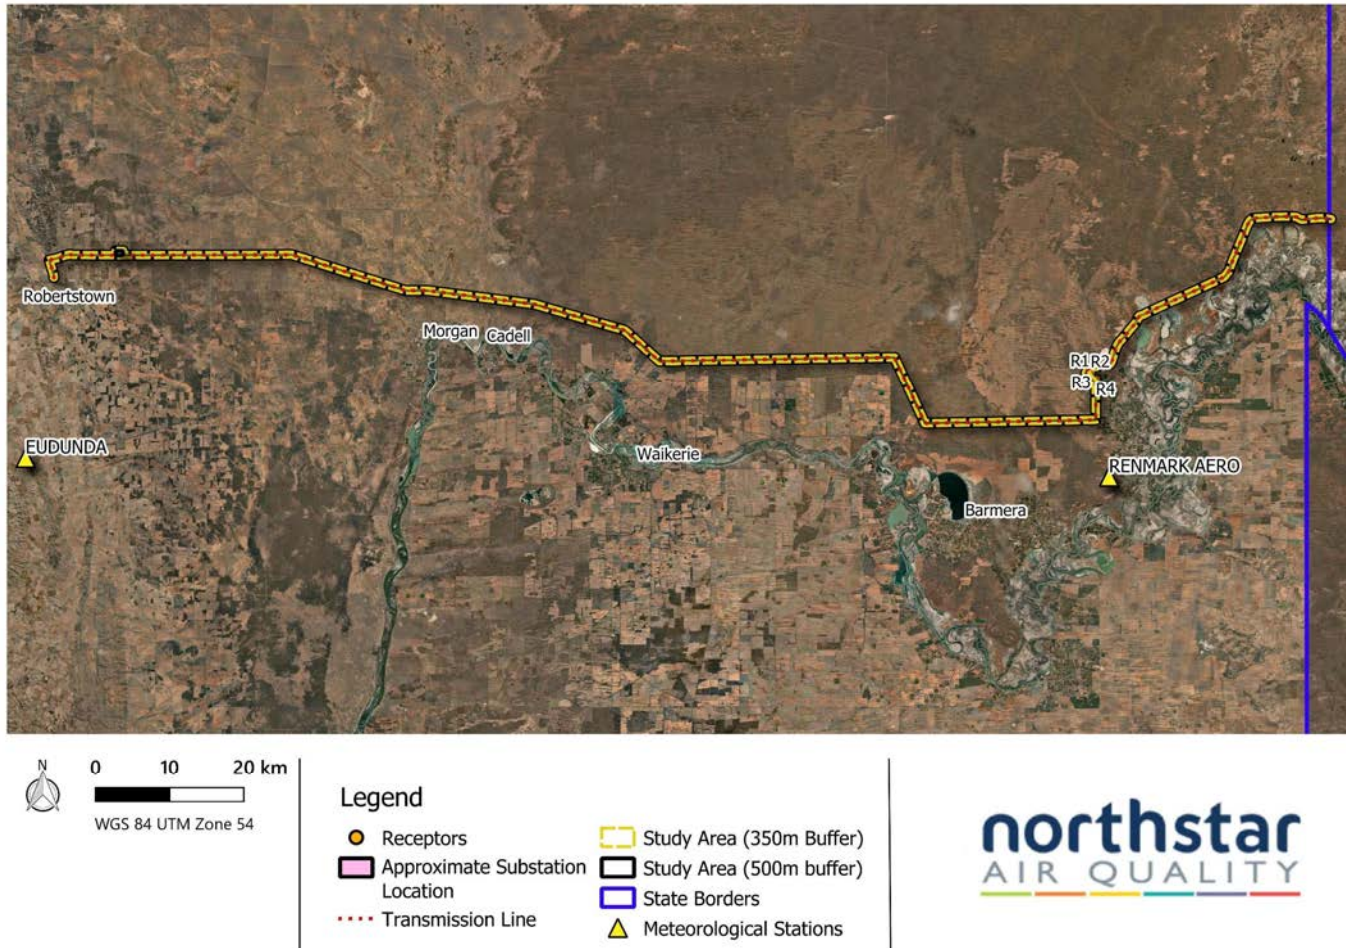 Robertstown
Morgan
Cadell
R1
R2
R3
R4
EUDUNDA
Waikerie
RENMARK AERO
Barmera
N
0 10 20 km
WGS 84 UTM Zone 54
Legend
Receptors
Approximate Substation
Location
Transmission Line
Study Area (350m Buffer)
Study Area (500m buffer)
State Borders
Meteorological Stations
northstar
AIR QUALITY